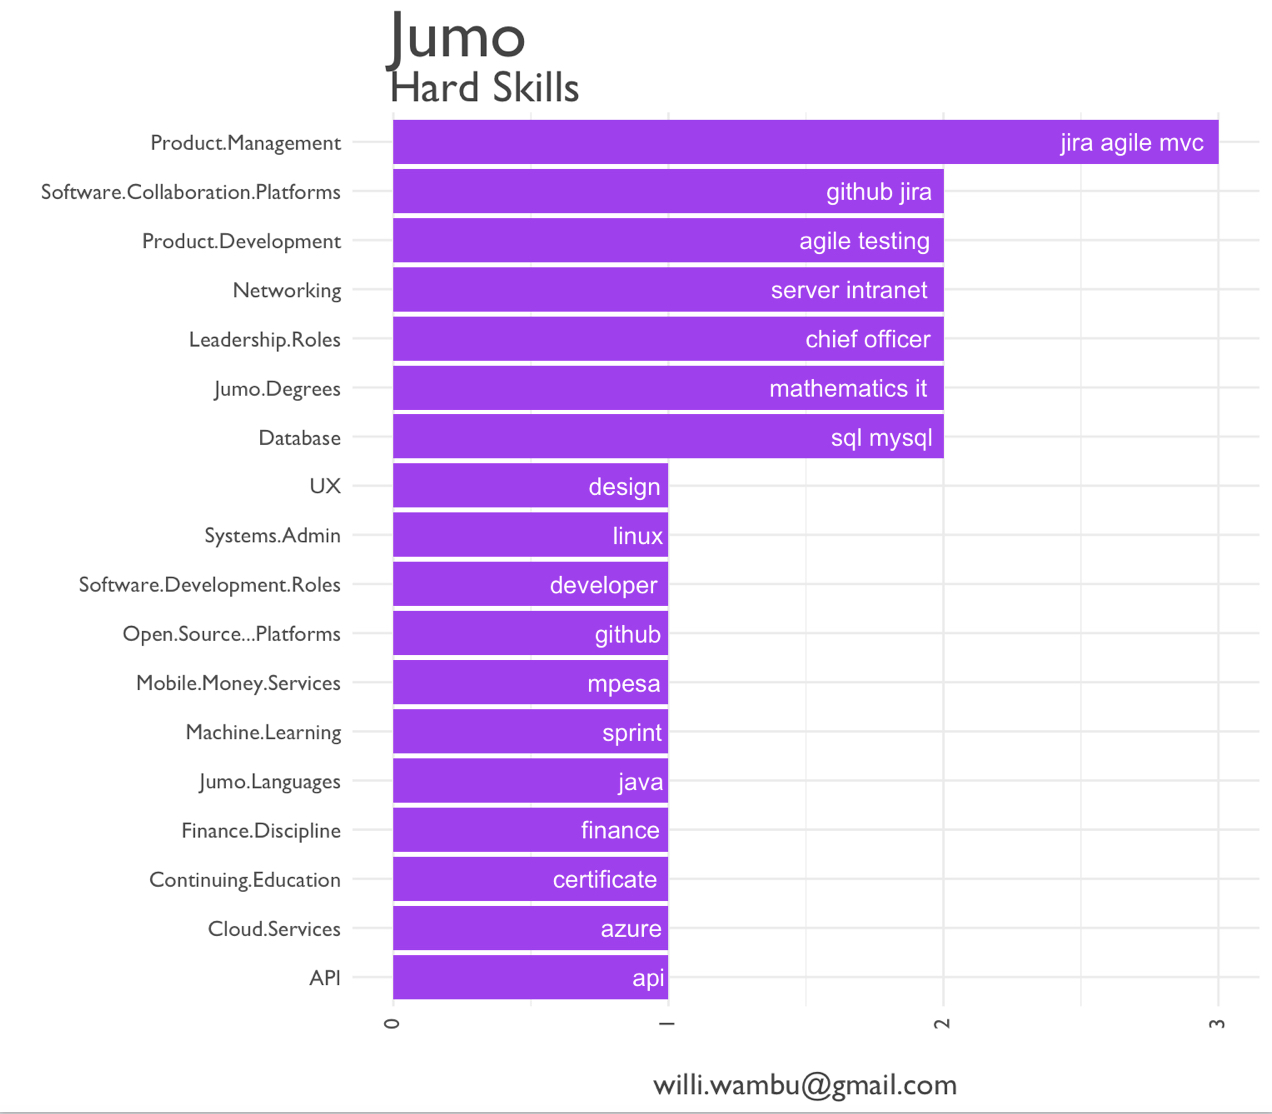 Jumo
Hard Skills
Product.Management jira agile mvc
Software.Collaboration.Platforms github jira
Product.Development agile testing
Networking server intranet
Leadership.Roles chief officer
Jumo.Degrees mathematics it
Database sql mysql
UX design
Systems.Admin linux
Software.Development.Roles developer
Open.Source...Platforms github
Mobile.Money.Services mpesa
Machine.Learning sprint
Jumo.Languages java
Finance.Discipline finance
Continuing.Education certificate
Cloud.Services azure
API api
0 1 2 3
willi.wambu@gmail.com